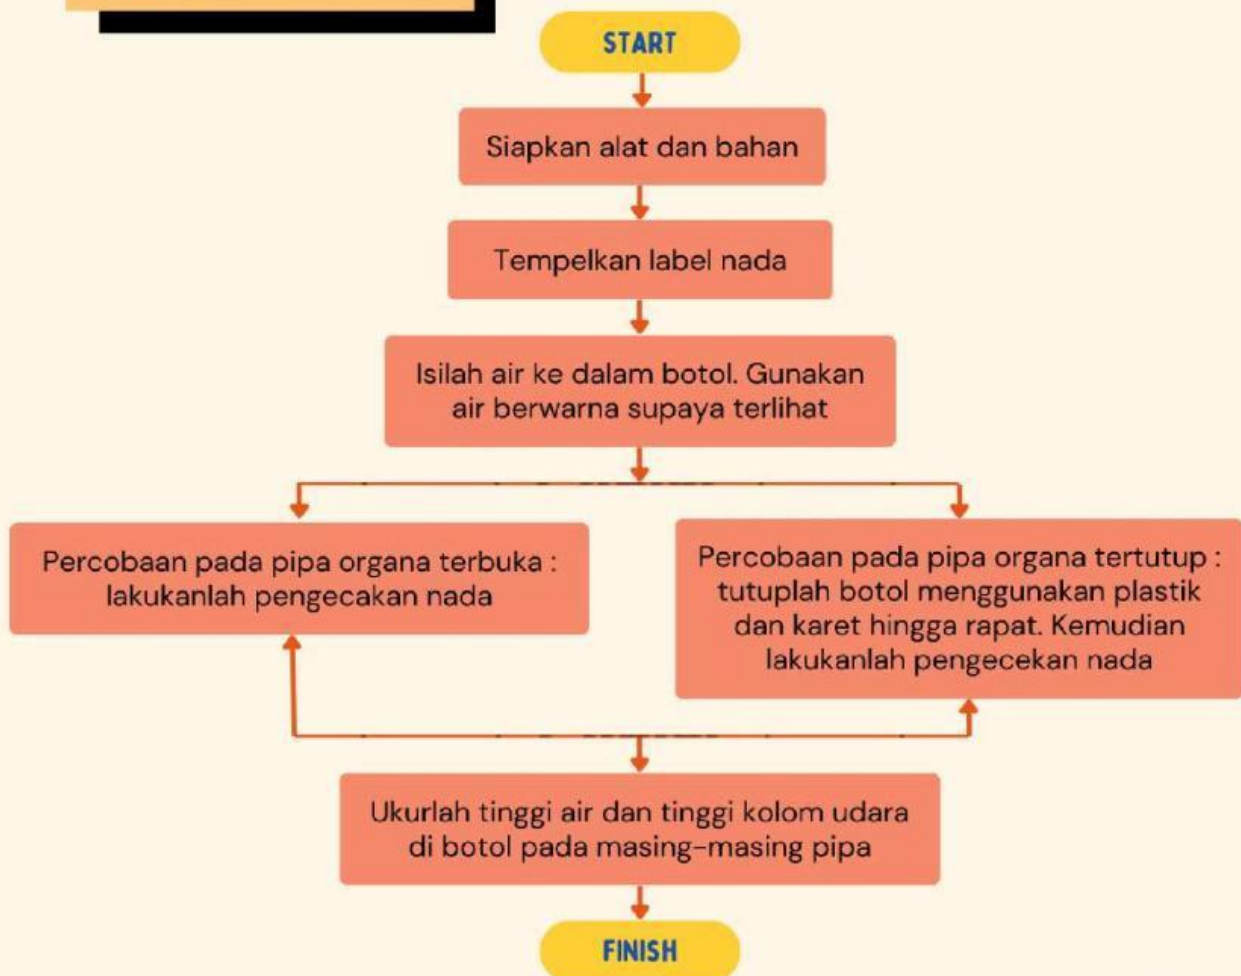 START
Siapkan alat dan bahan
Tempelkan label nada
Isilah air ke dalam botol. Gunakan
air berwarna supaya terlihat
Percobaan pada pipa organa terbuka :
lakukanlah pengecakan nada
Percobaan pada pipa organa tertutup :
tutuplah botol menggunakan plastik
dan karet hingga rapat. Kemudian
lakukanlah pengecekan nada
Ukurlah tinggi air dan tinggi kolom udara
di botol pada masing-masing pipa
FINISH